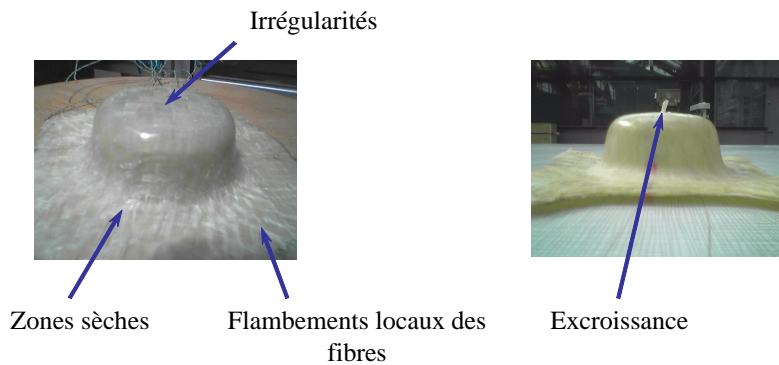 Irrégularités
Zones sèches
Flambements locaux des
fibres
Excroissance